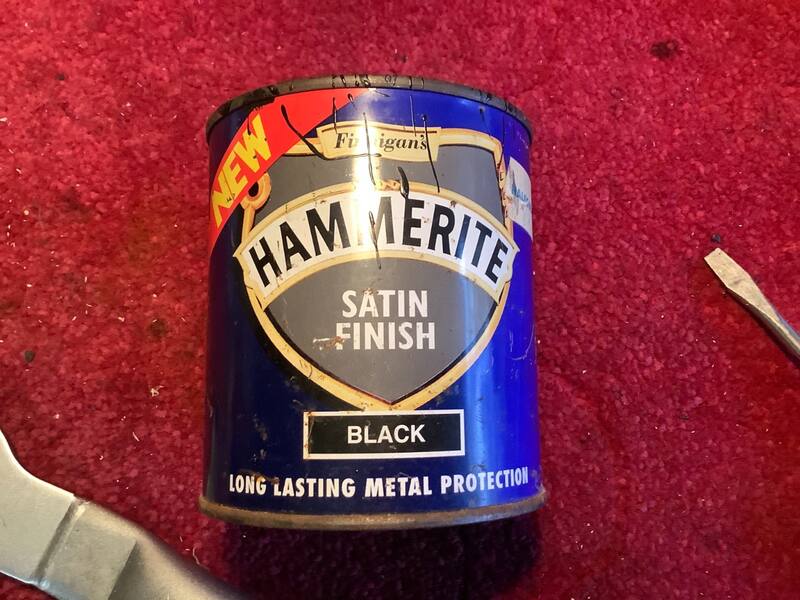 NEW
Finnigan's
HAMMERITE
SATIN
FINISH
BLACK
LONG LASTING METAL PROTECTION